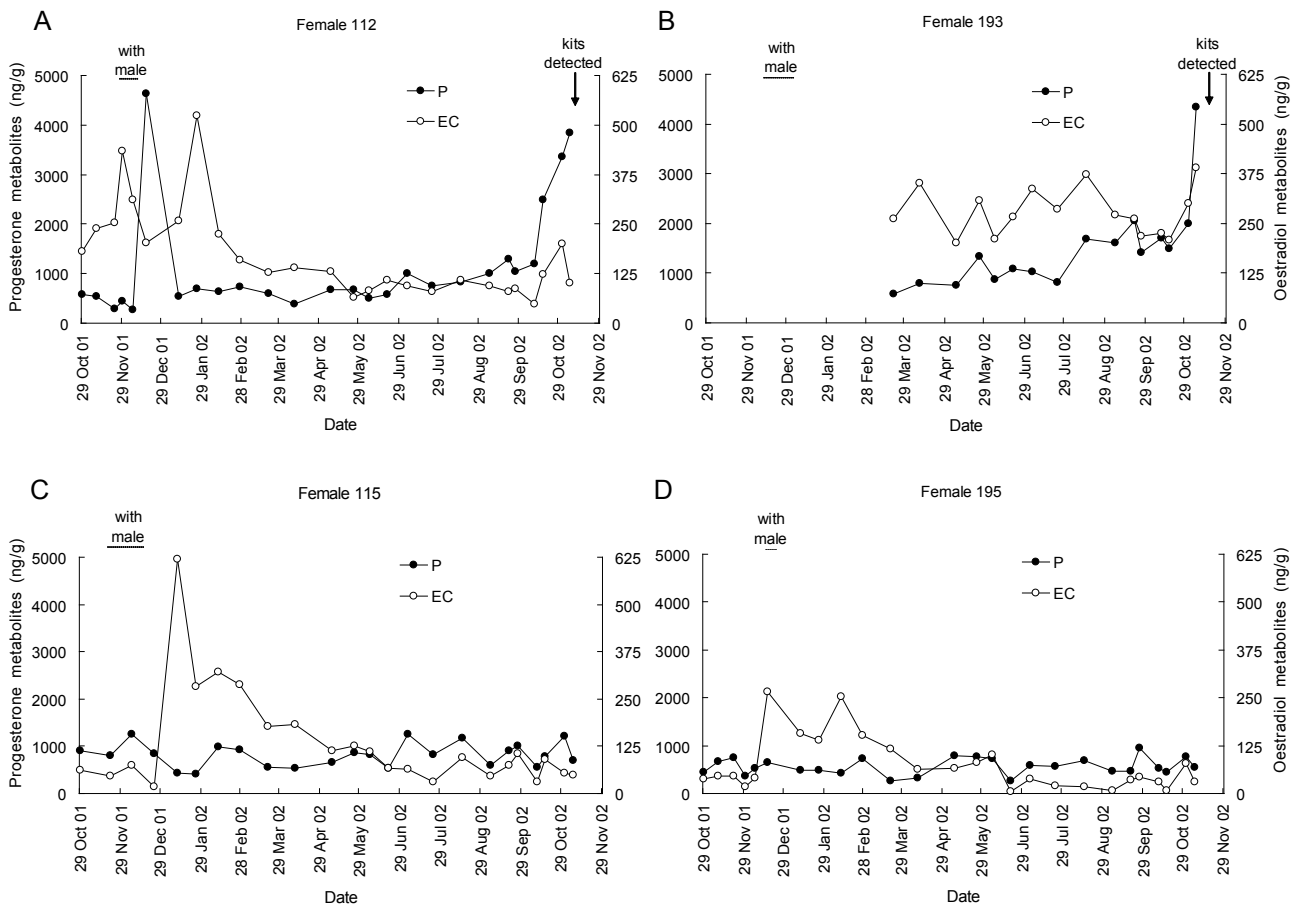 A
Female 112
with
male
kits
detected
P
EC
Progesterone metabolites (ng/g)
5000
4000
3000
2000
1000
0
625
500
375
250
125
0
29 Oct 01
29 Nov 01
29 Dec 01
29 Jan 02
28 Feb 02
29 Mar 02
29 Apr 02
29 May 02
29 Jun 02
29 Jul 02
29 Aug 02
29 Sep 02
29 Oct 02
29 Nov 02
Date
B
Female 193
with
male
kits
detected
P
EC
5000
4000
3000
2000
1000
0
625
500
375
250
125
0
Oestradiol metabolites (ng/g)
29 Oct 01
29 Nov 01
29 Dec 01
29 Jan 02
28 Feb 02
29 Mar 02
29 Apr 02
29 May 02
29 Jun 02
29 Jul 02
29 Aug 02
29 Sep 02
29 Oct 02
29 Nov 02
Date
C
Female 115
with
male
P
EC
Progesterone metabolites (ng/g)
5000
4000
3000
2000
1000
0
625
500
375
250
125
0
29 Oct 01
29 Nov 01
29 Dec 01
29 Jan 02
29 Feb 02
29 Mar 02
29 Apr 02
29 May 02
29 Jun 02
29 Jul 02
29 Aug 02
29 Sep 02
29 Oct 02
29 Nov 02
Date
D
Female 195
with
male
P
EC
5000
4000
3000
2000
1000
0
625
500
375
250
125
0
Oestradiol metabolites (ng/g)
29 Oct 01
29 Nov 01
29 Dec 01
29 Jan 02
28 Feb 02
29 Mar 02
29 Apr 02
29 May 02
29 Jun 02
29 Jul 02
29 Aug 02
29 Sep 02
29 Oct 02
29 Nov 02
Date